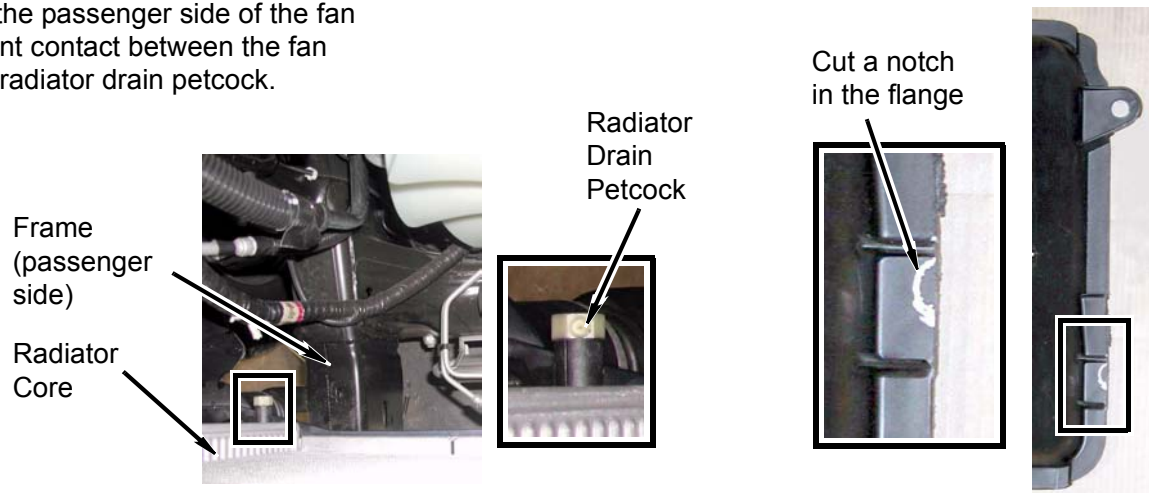 the passenger side of the fan
nt contact between the fan
radiator drain petcock.
Cut a notch
in the flange
Radiator
Drain
Petcock
Frame
(passenger
side)
Radiator
Core